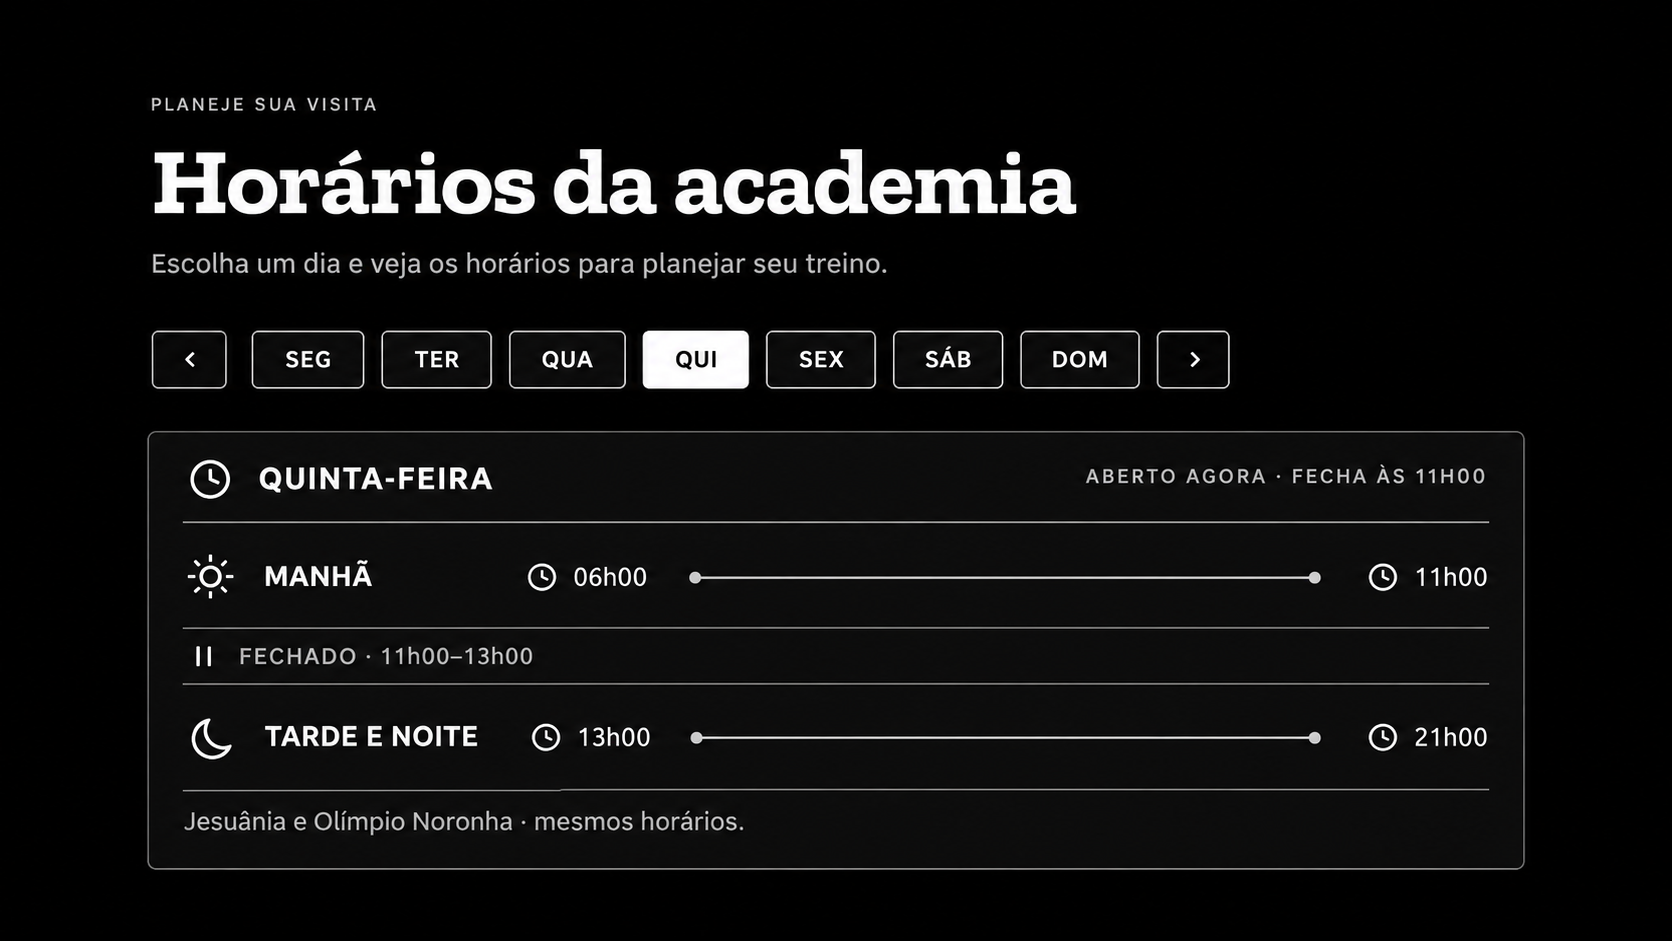 PLANEJE SUA VISITA
Horários da academia
Escolha um dia e veja os horários para planejar seu treino.
SEG TER QUA QUI SEX SÁB DOM
QUINTA-FEIRA ABERTO AGORA · FECHA ÀS 11H00
MANHÃ 06h00 11h00
FECHADO · 11h00–13h00
TARDE E NOITE 13h00 21h00
Jesuânia e Olímpio Noronha · mesmos horários.